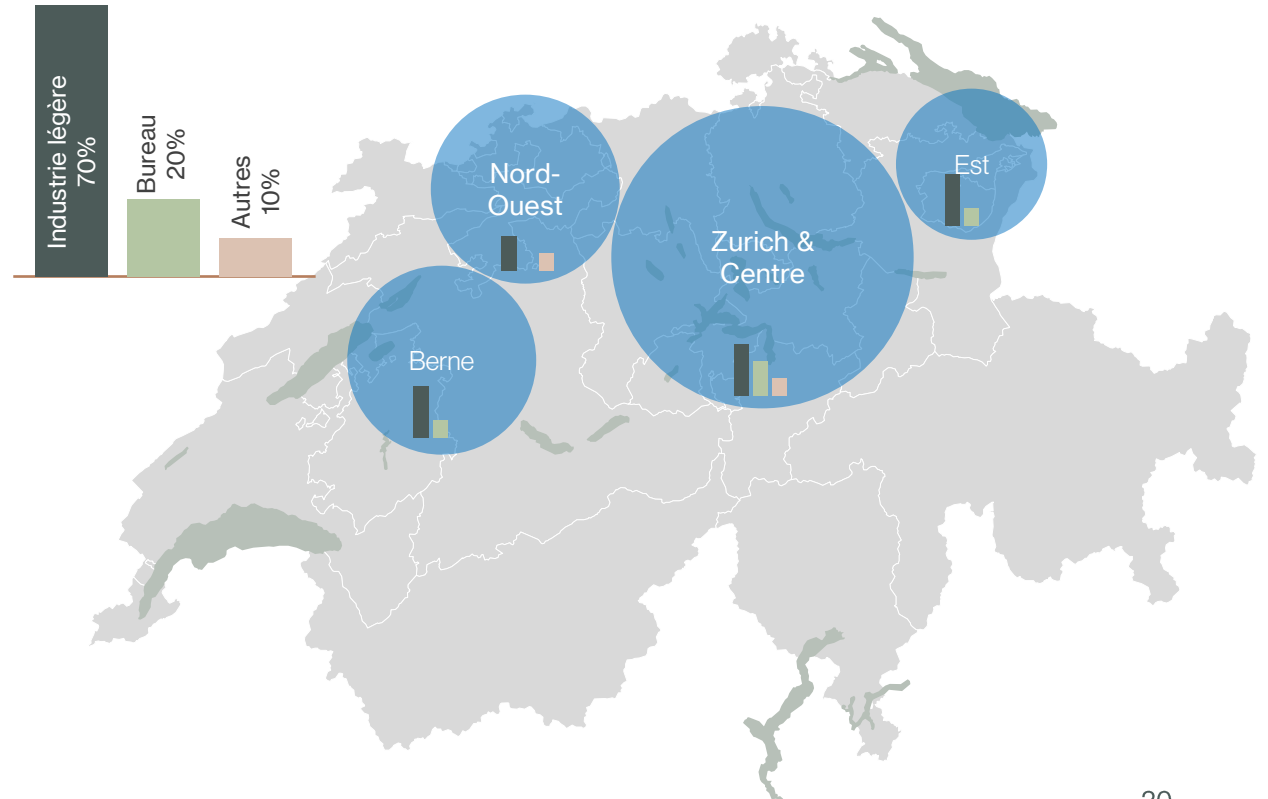 Industrie légère
70%
Bureau
20%
Autres
10%
Nord-
Ouest
Zurich &
Centre
Est
Berne